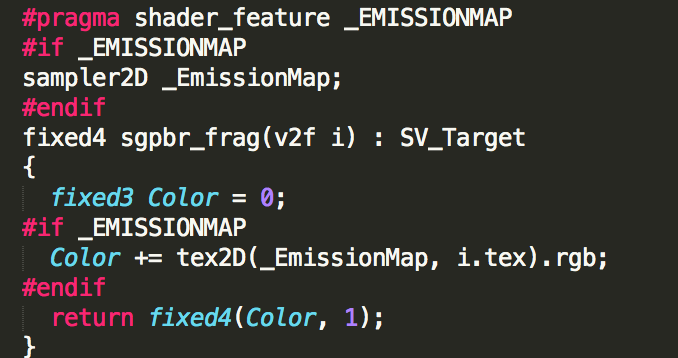 #pragma shader_feature _EMISSIONMAP
#if _EMISSIONMAP
sampler2D _EmissionMap;
#endif
fixed4 sgpbr_frag(v2f i) : SV_Target
{
  fixed3 Color = 0;
#if _EMISSIONMAP
  Color += tex2D(_EmissionMap, i.tex).rgb;
#endif
  return fixed4(Color, 1);
}